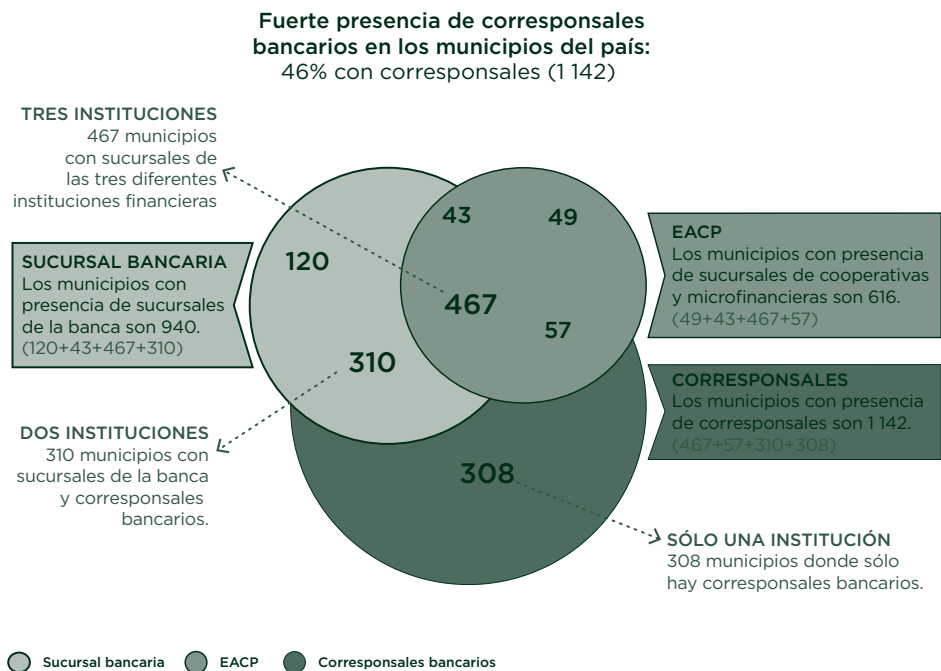 Fuerte presencia de corresponsales
bancarios en los municipios del país:
46% con corresponsales (1 142)
TRES INSTITUCIONES
467 municipios
con sucursales de
las tres diferentes
instituciones financieras
SUCURSAL BANCARIA
Los municipios con
presencia de sucursales
de la banca son 940.
(120+43+467+310)
DOS INSTITUCIONES
310 municipios con
sucursales de la banca
y corresponsales
bancarios.
120
43
49
467
57
310
308
EACP
Los municipios con presencia
de sucursales de cooperativas
y microfinancieras son 616.
(49+43+467+57)
CORRESPONSALES
Los municipios con presencia
de corresponsales son 1 142.
(467+57+310+308)
SÓLO UNA INSTITUCIÓN
308 municipios donde sólo
hay corresponsales bancarios.
Sucursal bancaria
EACP
Corresponsales bancarios